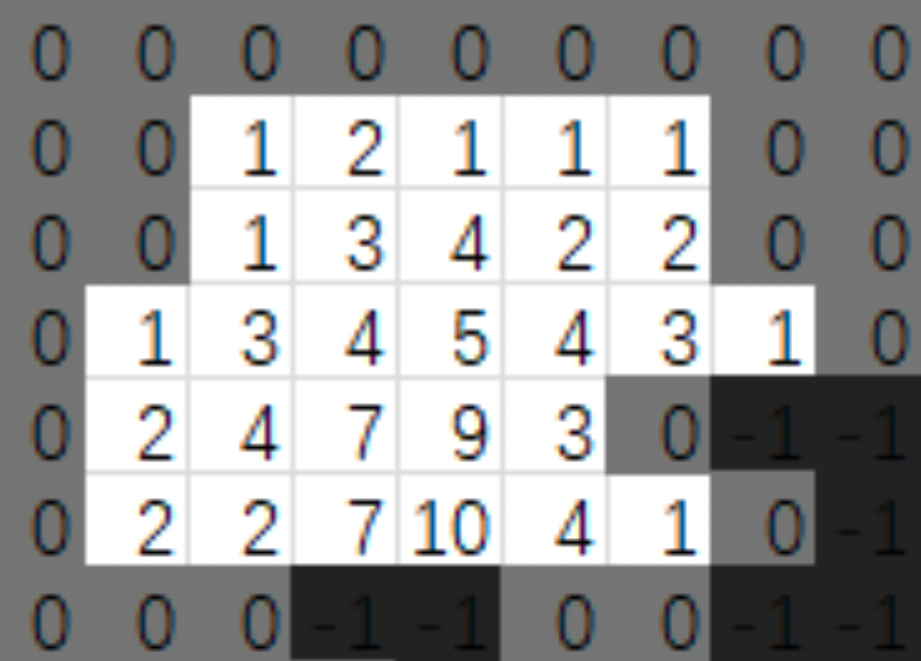 0 0 0 0 0 0 0 0 0
0 0 1 2 1 1 1 0 0
0 0 1 3 4 2 2 0 0
0 1 3 4 5 4 3 1 0
0 2 4 7 9 3 0 -1 -1
0 2 2 7 10 4 1 0 -1
0 0 0 -1 -1 0 0 -1 -1